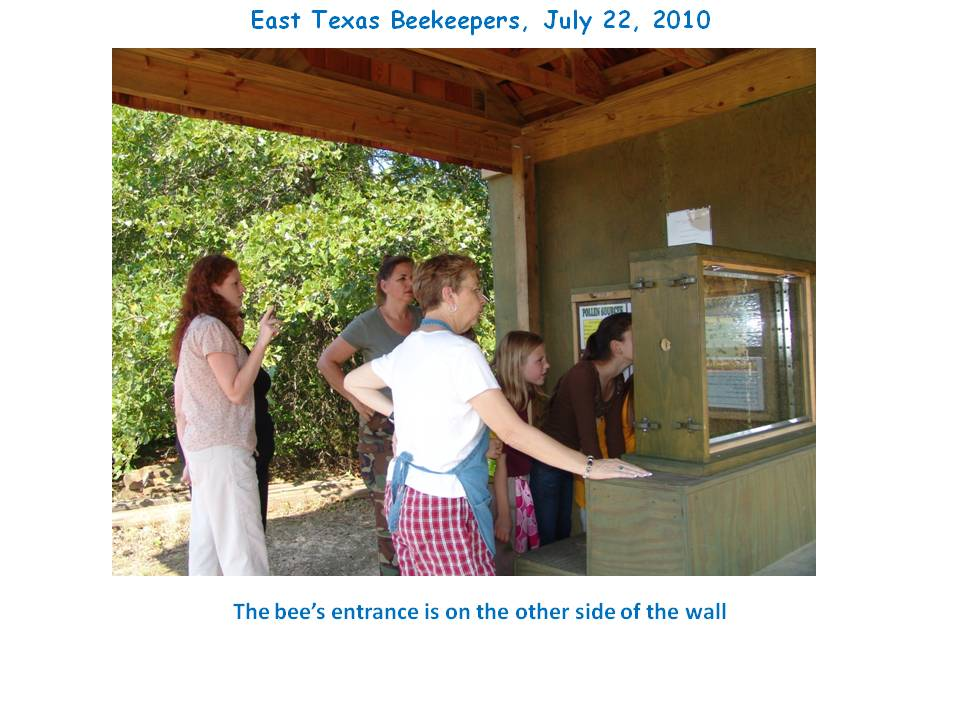 East Texas Beekeepers, July 22, 2010
POLLEN SOURCES
The bee's entrance is on the other side of the wall